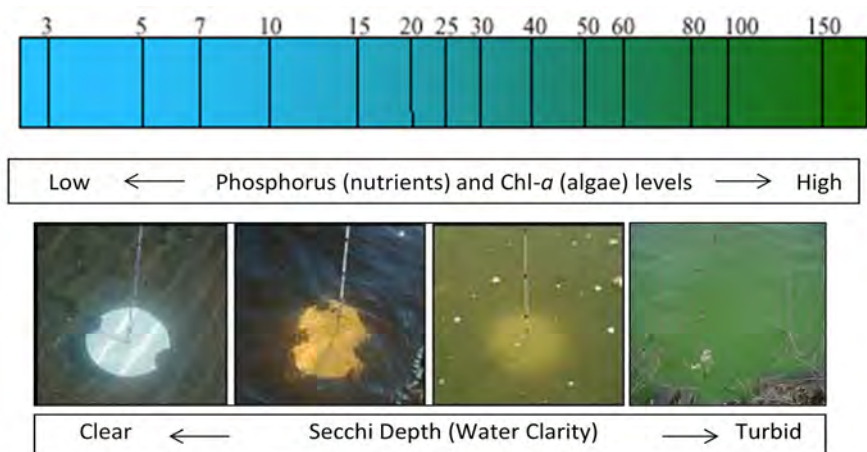 3 5 7 10 15 20 25 30 40 50 60 80 100 150
Low ← Phosphorus (nutrients) and Chl-a (algae) levels → High
Clear ← Secchi Depth (Water Clarity) → Turbid